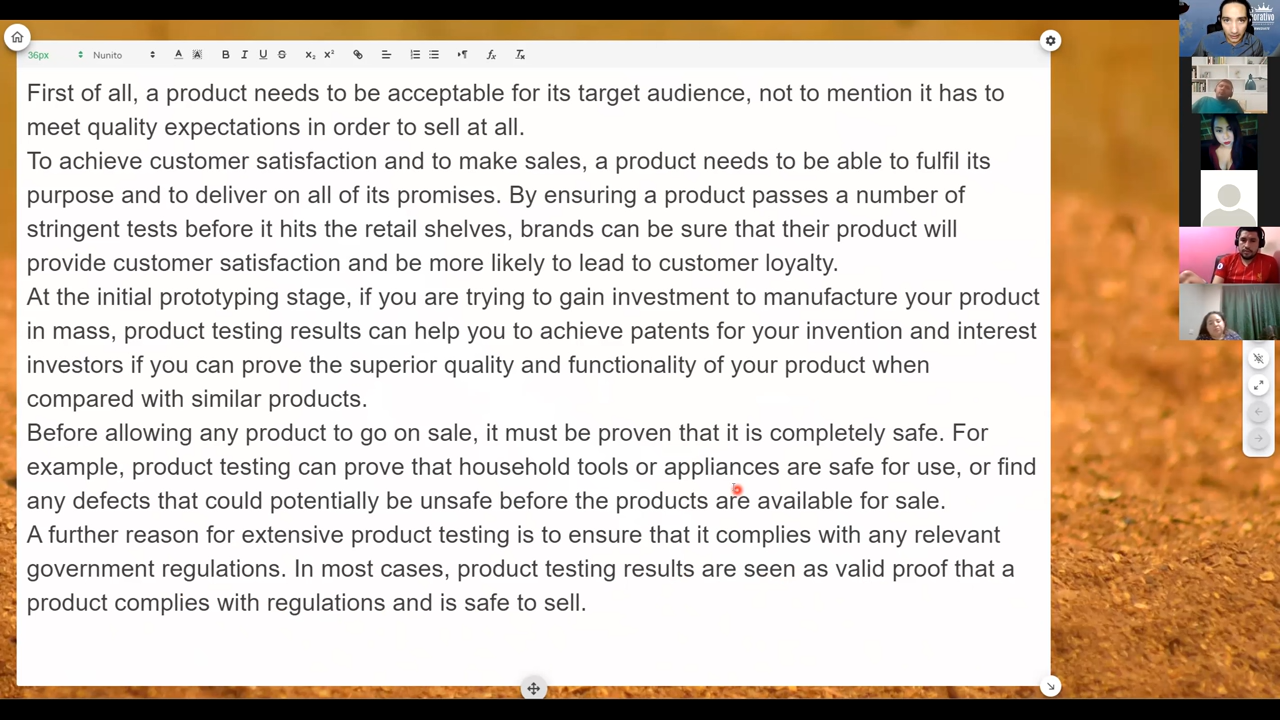 36px Nunito
First of all, a product needs to be acceptable for its target audience, not to mention it has to
meet quality expectations in order to sell at all.
To achieve customer satisfaction and to make sales, a product needs to be able to fulfil its
purpose and to deliver on all of its promises. By ensuring a product passes a number of
stringent tests before it hits the retail shelves, brands can be sure that their product will
provide customer satisfaction and be more likely to lead to customer loyalty.
At the initial prototyping stage, if you are trying to gain investment to manufacture your product
in mass, product testing results can help you to achieve patents for your invention and interest
investors if you can prove the superior quality and functionality of your product when
compared with similar products.
Before allowing any product to go on sale, it must be proven that it is completely safe. For
example, product testing can prove that household tools or appliances are safe for use, or find
any defects that could potentially be unsafe before the products are available for sale.
A further reason for extensive product testing is to ensure that it complies with any relevant
government regulations. In most cases, product testing results are seen as valid proof that a
product complies with regulations and is safe to sell.